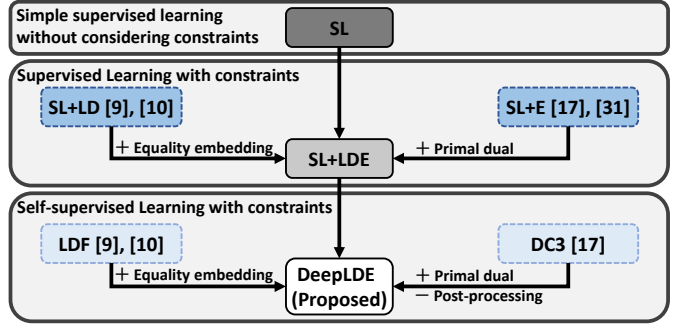 Simple supervised learning
without considering constraints
SL
Supervised Learning with constraints
SL+LD [9], [10]
SL+E [17], [31]
+ Equality embedding
SL+LDE
+ Primal dual
Self-supervised Learning with constraints
LDF [9], [10]
DC3 [17]
+ Equality embedding
DeepLDE
(Proposed)
+ Primal dual
− Post-processing